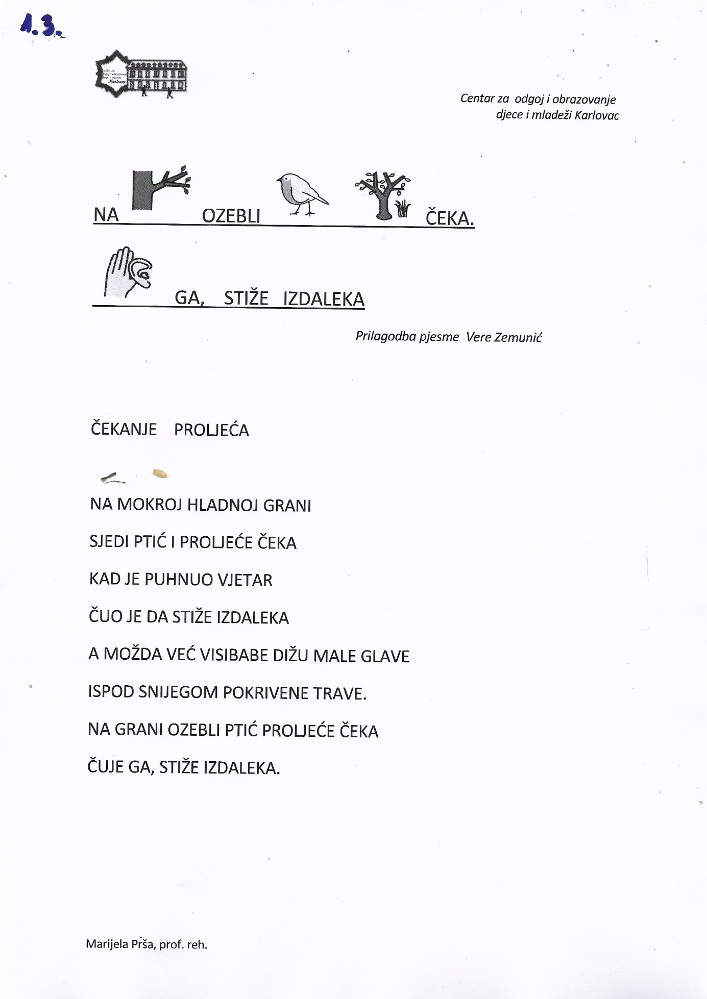 1.3.
Karlovac
Centar za odgoj i obrazovanje
djece i mladeži Karlovac
NA OZEBLI ČEKA.
GA, STIŽE IZDALEKA
Prilagodba pjesme Vere Zemunić
ČEKANJE PROLJEĆA
NA MOKROJ HLADNOJ GRANI
SJEDI PTIĆ I PROLJEĆE ČEKA
KAD JE PUHNUO VJETAR
ČUO JE DA STIŽE IZDALEKA
A MOŽDA VEĆ VISIBABE DIŽU MALE GLAVE
ISPOD SNIJEGOM POKRIVENE TRAVE.
NA GRANI OZEBLI PTIĆ PROLJEĆE ČEKA
ČUJE GA, STIŽE IZDALEKA.
Marijela Prša, prof. reh.